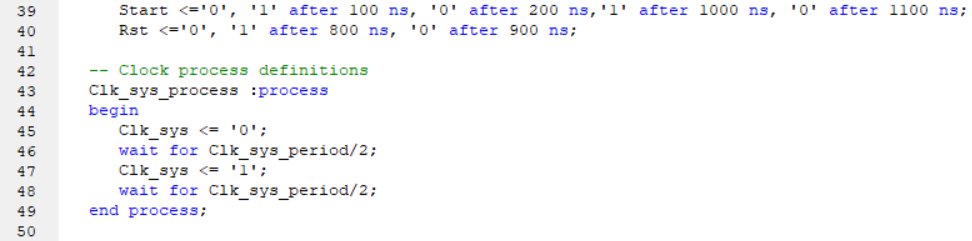 39 Start <='0', '1' after 100 ns, '0' after 200 ns,'1' after 1000 ns, '0' after 1100 ns;
40 Rst <='0', '1' after 800 ns, '0' after 900 ns;
41
42 -- Clock process definitions
43 Clk_sys_process :process
44 begin
45 Clk_sys <= '0';
46 wait for Clk_sys_period/2;
47 Clk_sys <= '1';
48 wait for Clk_sys_period/2;
49 end process;
50